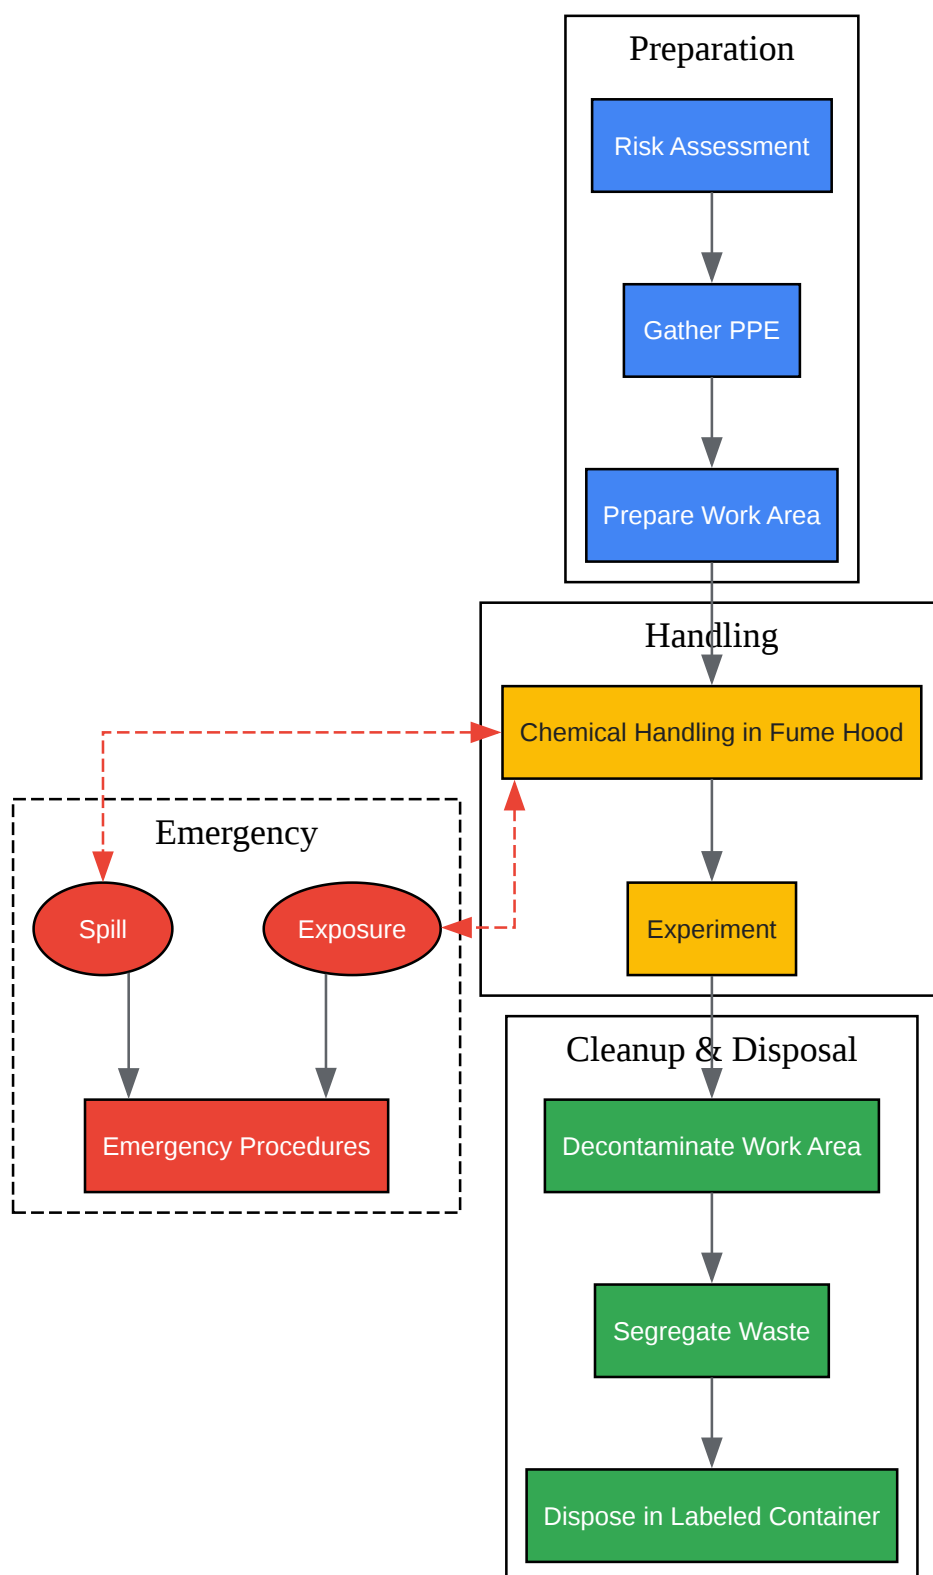 Preparation
Risk Assessment
Gather PPE
Prepare Work Area
Handling
Chemical Handling in Fume Hood
Experiment
Emergency
Spill
Exposure
Emergency Procedures
Cleanup & Disposal
Decontaminate Work Area
Segregate Waste
Dispose in Labeled Container